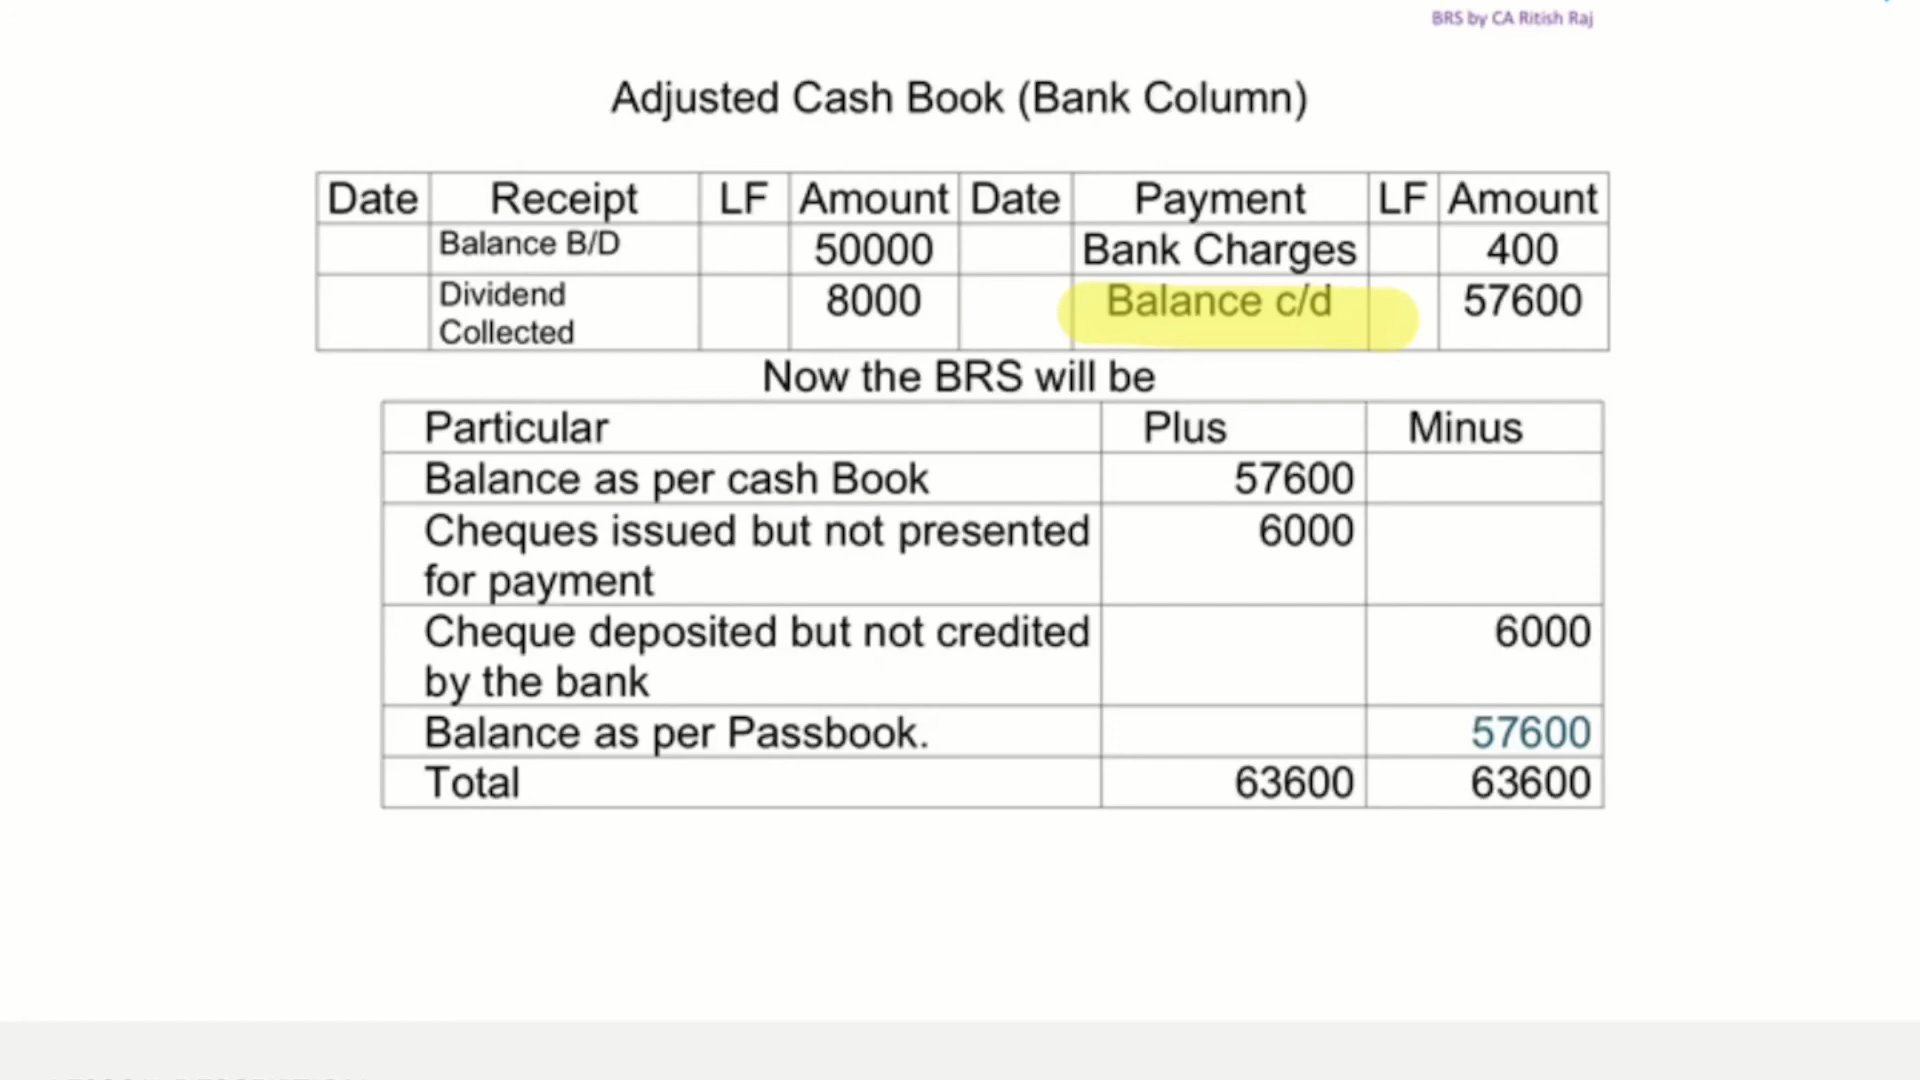 BRS by CA Ritish Raj
Adjusted Cash Book (Bank Column)
Date Receipt LF Amount Date Payment LF Amount
Balance B/D 50000 Bank Charges 400
Dividend 8000 Balance c/d 57600
Collected
Now the BRS will be
Particular Plus Minus
Balance as per cash Book 57600
Cheques issued but not presented 6000
for payment
Cheque deposited but not credited 6000
by the bank
Balance as per Passbook. 57600
Total 63600 63600